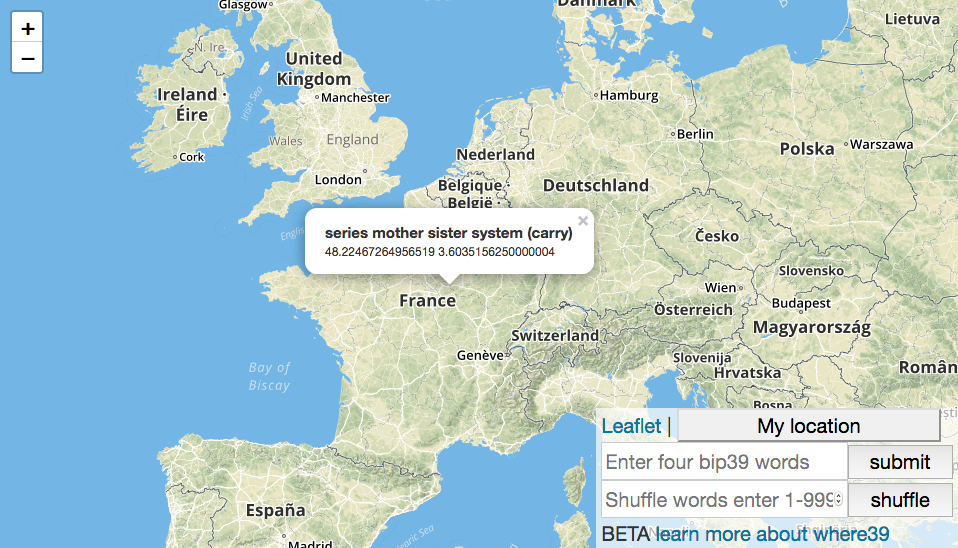 Glasgow
Danmark
Lietuva
+
N. Ire
−
United
Kingdom
Ireland
Éire
Irish Sea
Manchester
Hamburg
Berlin
Wales
England
Nederland
Polska
Warszawa
Cork
London
Belgique
België
Deutschland
×
series mother sister system (carry)
48.22467264956519 3.6035156250000004
Česko
Slovensko
France
Wien
Budapest
Österreich
Magyarország
Switzerland
Genève
Slovenija
Hrvatska
Român
Bay of
Biscay
Bosna
Leaflet | My location
Enter four bip39 words submit
Shuffle words enter 1-999 shuffle
España
Madrid
BETA learn more about where39